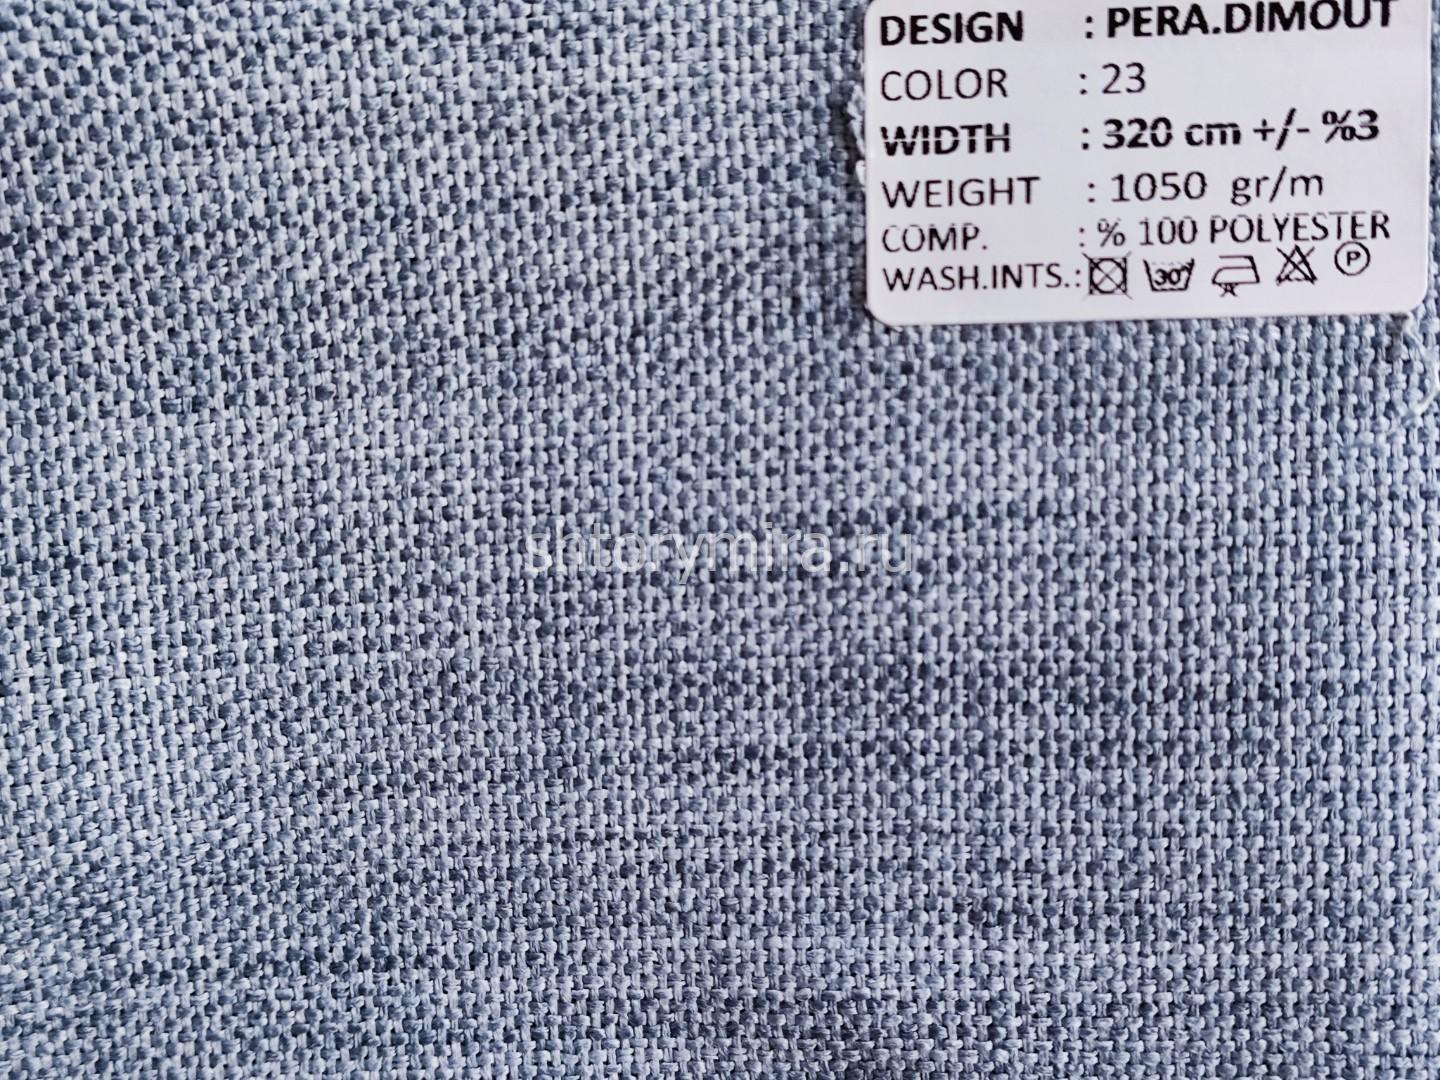 DESIGN : PERA.DIMOUT
COLOR : 23
WIDTH : 320 cm +/- %3
WEIGHT : 1050 gr/m
COMP. : % 100 POLYESTER
WASH.INTS.: 30° P
shtorymira.ru